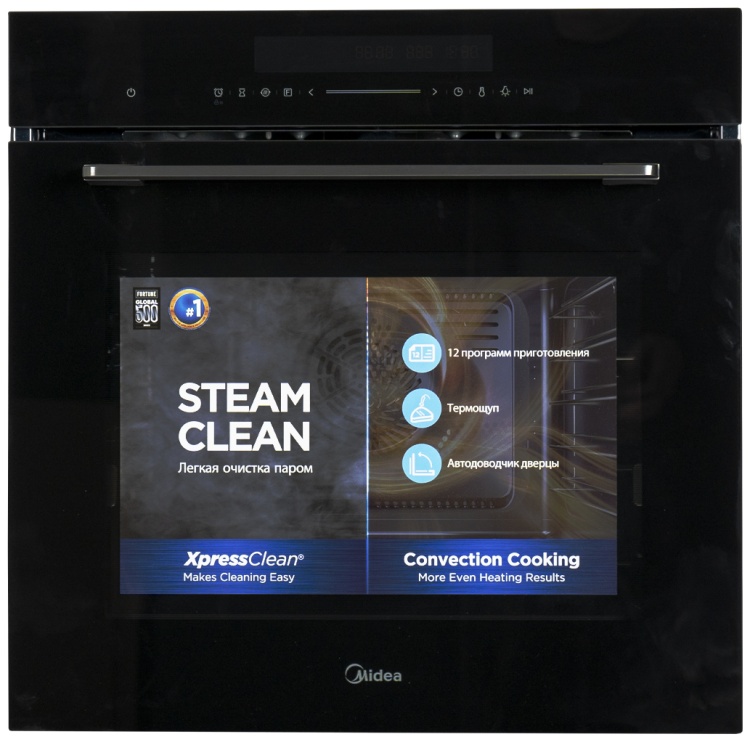 FORTUNE
GLOBAL
500
#1
STEAM
CLEAN
Легкая очистка паром
12 программ приготовления
Термощуп
Автодоводчик дверцы
XpressClean®
Makes Cleaning Easy
Convection Cooking
More Even Heating Results
Midea